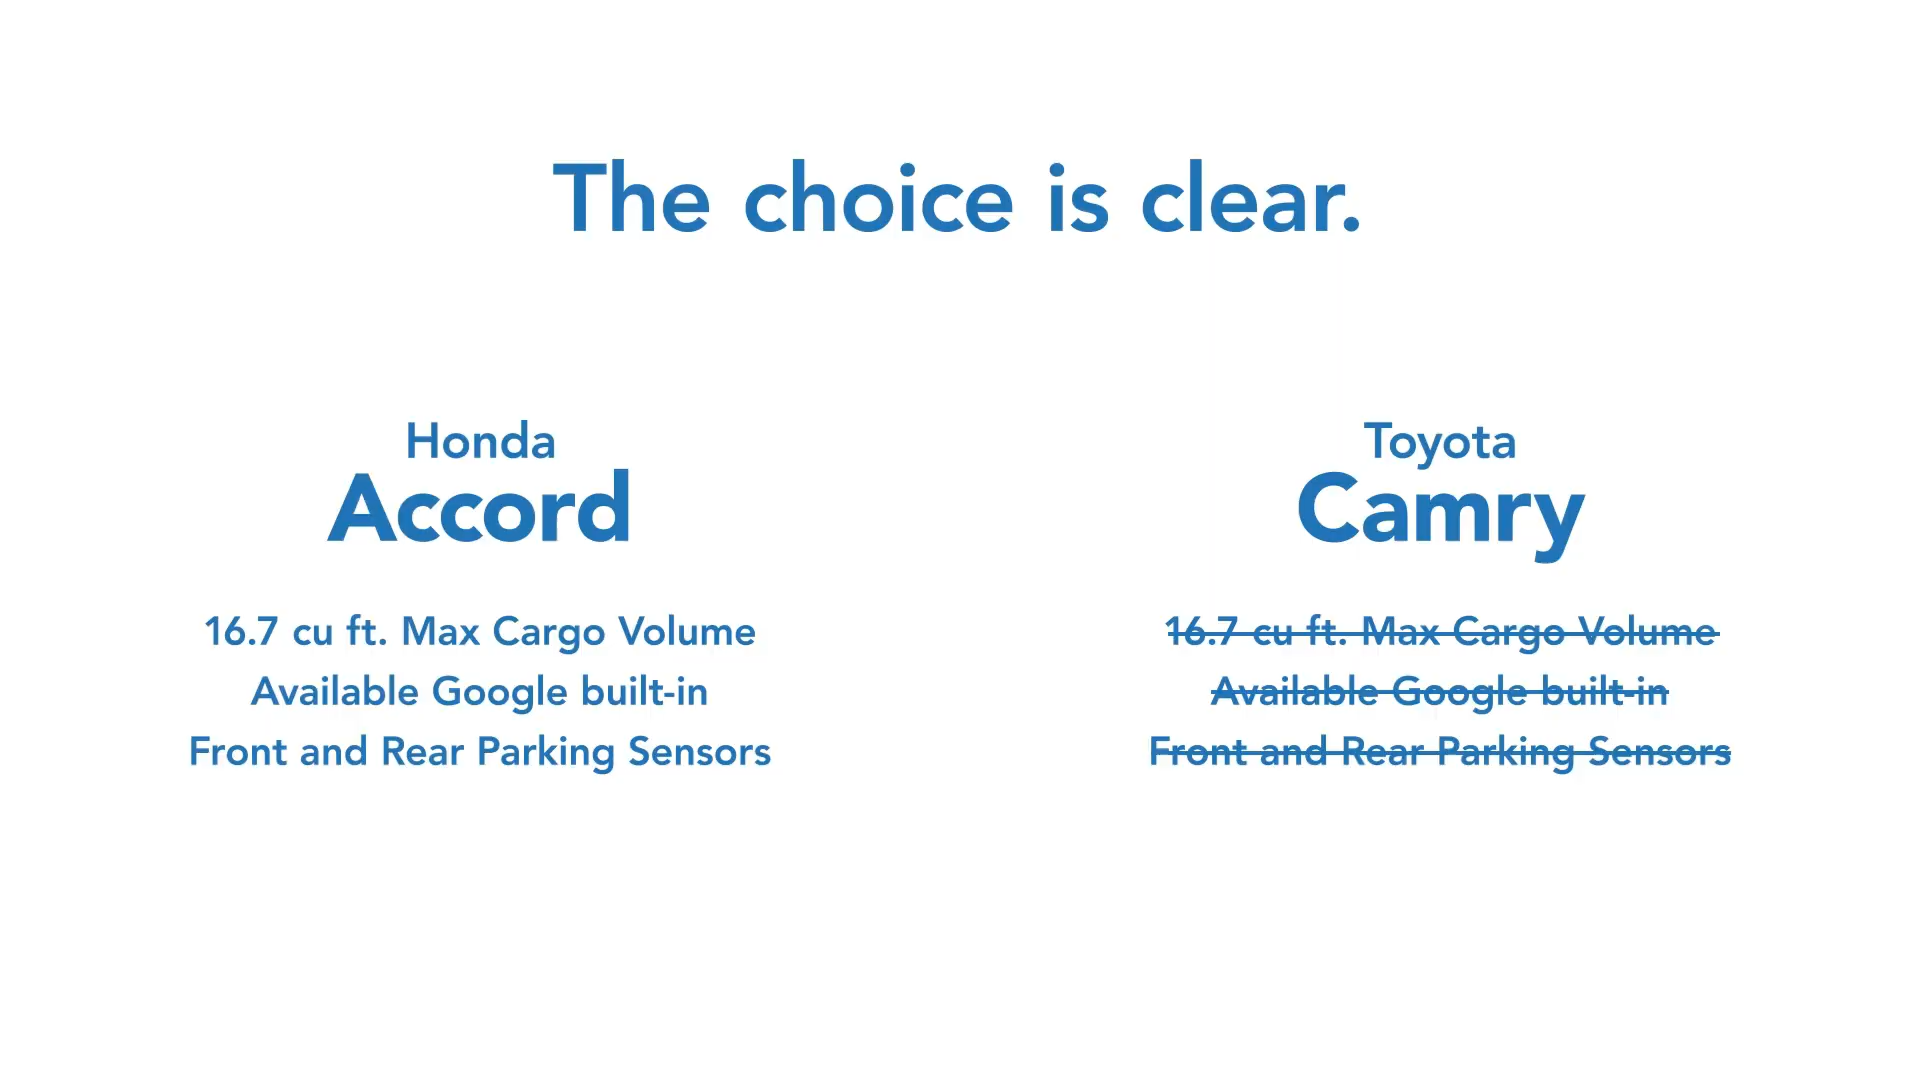 The choice is clear.
Honda
Accord
16.7 cu ft. Max Cargo Volume
Available Google built-in
Front and Rear Parking Sensors
Toyota
Camry
16.7 cu ft. Max Cargo Volume
Available Google built-in
Front and Rear Parking Sensors